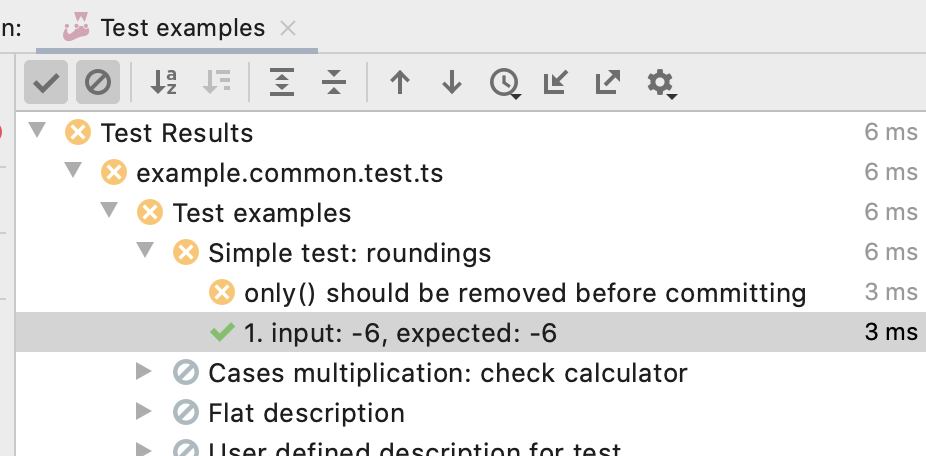 n: Test examples
Test Results 6 ms
example.common.test.ts 6 ms
Test examples 6 ms
Simple test: roundings 6 ms
only() should be removed before committing 3 ms
1. input: -6, expected: -6 3 ms
Cases multiplication: check calculator
Flat description
User defined description for test